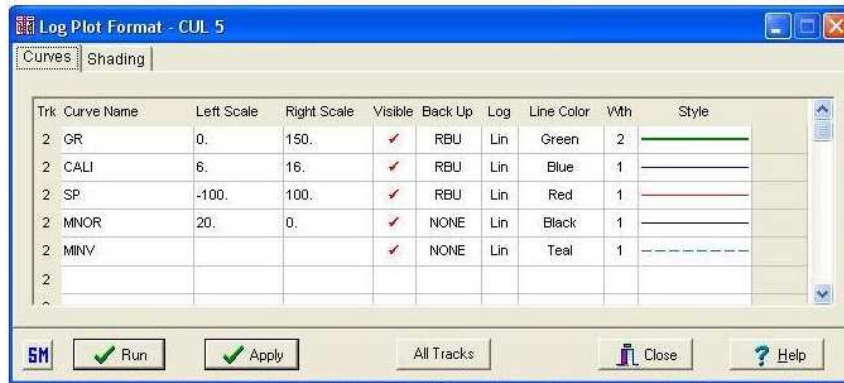 Log Plot Format - CUL 5
Curves Shading
Trk Curve Name Left Scale Right Scale Visible Back Up Log Line Color Wth Style
2 GR 0. 150. ✓ RBU Lin Green 2
2 CALI 6. 16. ✓ RBU Lin Blue 1
2 SP -100. 100. ✓ RBU Lin Red 1
2 MNOR 20. 0. ✓ NONE Lin Black 1
2 MINV ✓ NONE Lin Teal 1
2
SM Run Apply All Tracks Close Help